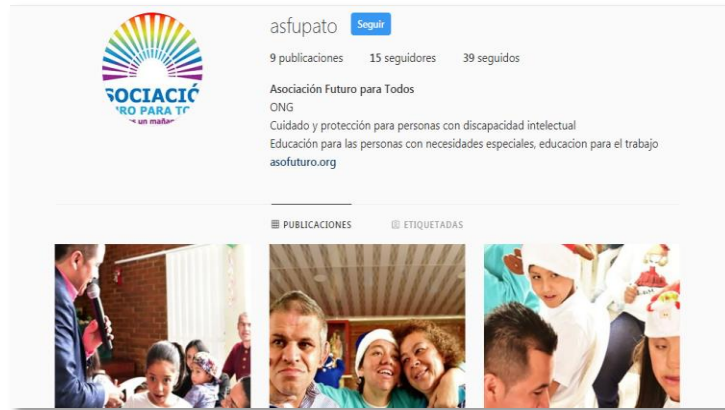 asfupato Seguir
9 publicaciones 15 seguidores 39 seguidos
Asociación Futuro para Todos
ONG
Cuidado y protección para personas con discapacidad intelectual
Educación para las personas con necesidades especiales, educacion para el trabajo
asofuturo.org
SOCIACIÓ
RO PARA TO
s un mañan
PUBLICACIONES ETIQUETADAS